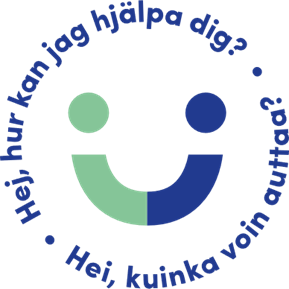 Hej, hur kan jag hjälpa dig?
Hei, kuinka voin auttaa?